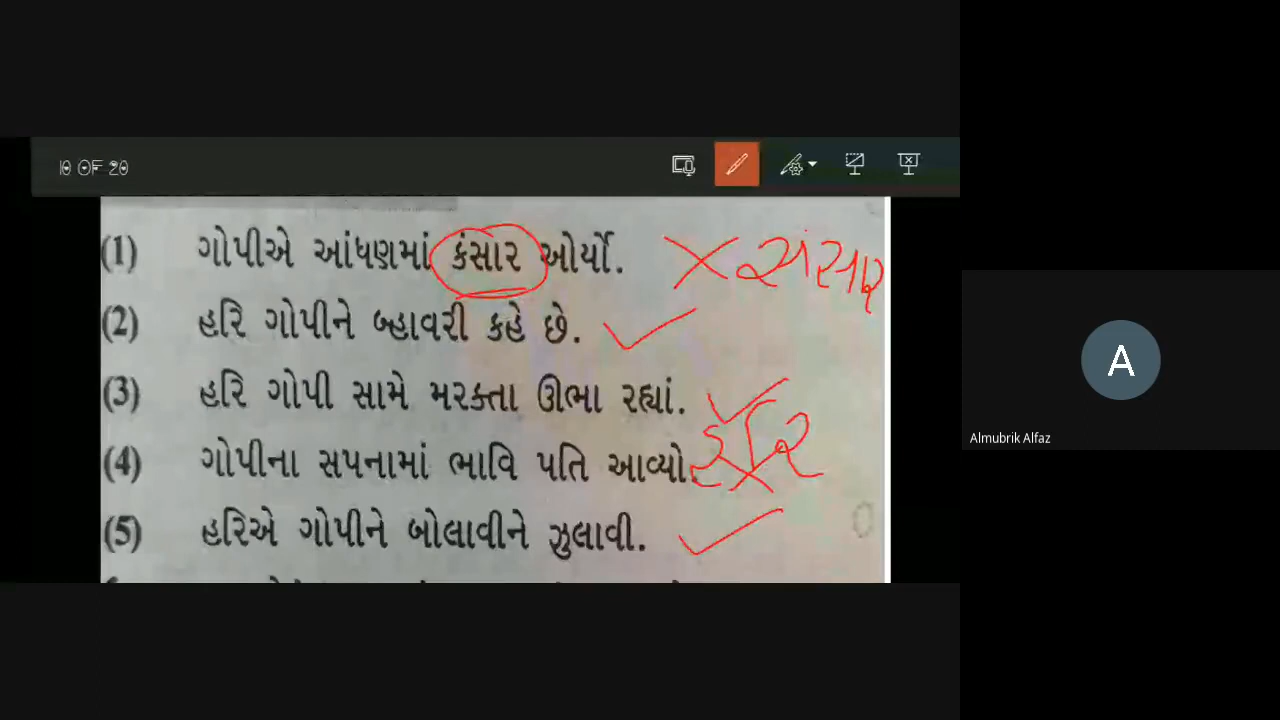 10 OF 20
(1) ગોપીએ આંધણમાં કંસાર ઓર્યો. સંસાર
(2) હરિ ગોપીને બ્હાવરી કહે છે.
(3) હરિ ગોપી સામે મરક્તા ઊભા રહ્યાં.
(4) ગોપીના સપનામાં ભાવિ પતિ આવ્યો.
(5) હરિએ ગોપીને બોલાવીને ઝુલાવી.
A
Almubrik Alfaz